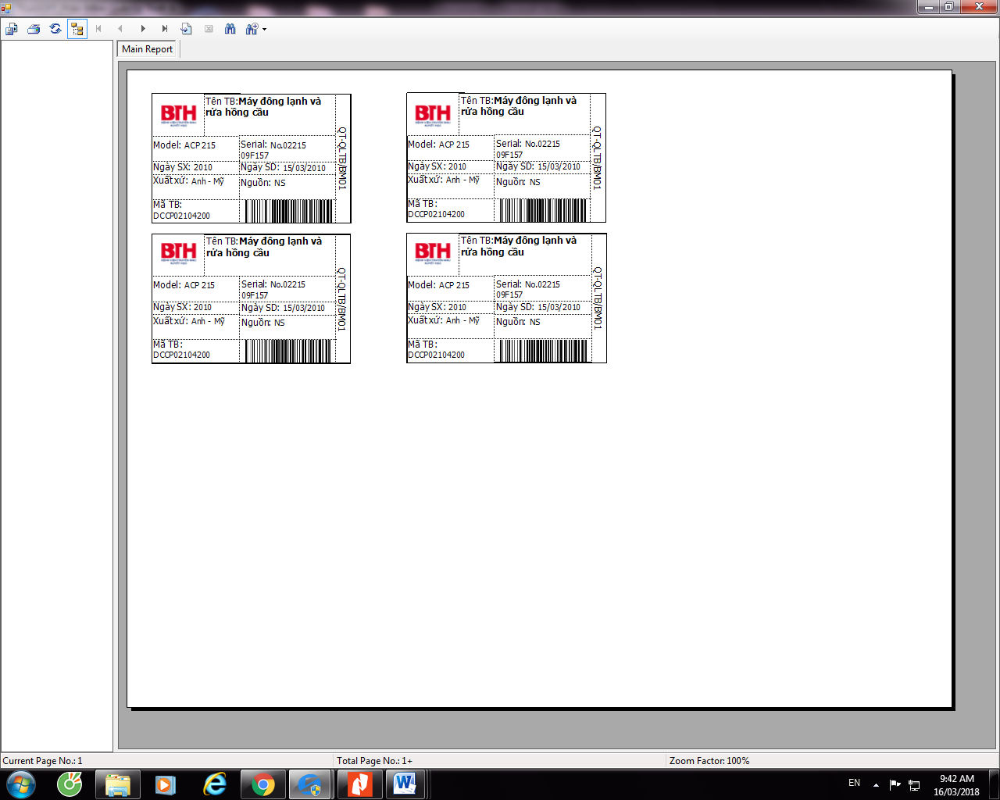 Main Report
BTH
Tên TB:Máy đông lạnh và
rửa hồng cầu
Model: ACP 215
Serial: No.02215
09F157
Ngày SX: 2010
Ngày SD: 15/03/2010
Xuất xứ: Anh - Mỹ
Nguồn: NS
Mã TB:
DCCP02104200
QT-QLTB/BM01
BTH
Tên TB:Máy đông lạnh và
rửa hồng cầu
Model: ACP 215
Serial: No.02215
09F157
Ngày SX: 2010
Ngày SD: 15/03/2010
Xuất xứ: Anh - Mỹ
Nguồn: NS
Mã TB:
DCCP02104200
QT-QLTB/BM01
BTH
Tên TB:Máy đông lạnh và
rửa hồng cầu
Model: ACP 215
Serial: No.02215
09F157
Ngày SX: 2010
Ngày SD: 15/03/2010
Xuất xứ: Anh - Mỹ
Nguồn: NS
Mã TB:
DCCP02104200
QT-QLTB/BM01
BTH
Tên TB:Máy đông lạnh và
rửa hồng cầu
Model: ACP 215
Serial: No.02215
09F157
Ngày SX: 2010
Ngày SD: 15/03/2010
Xuất xứ: Anh - Mỹ
Nguồn: NS
Mã TB:
DCCP02104200
QT-QLTB/BM01
Current Page No.: 1
Total Page No.: 1+
Zoom Factor: 100%
EN
9:42 AM
16/03/2018